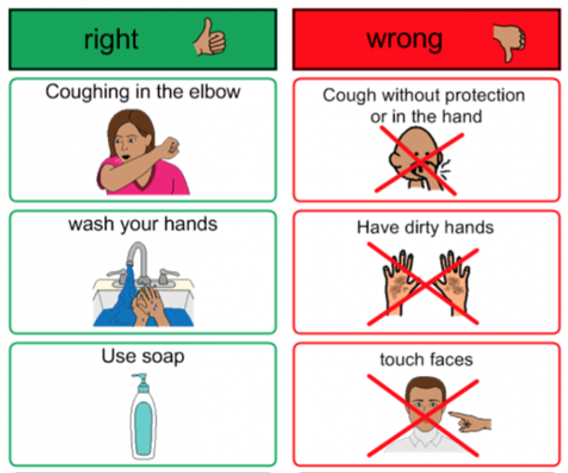 right
wrong
Coughing in the elbow
Cough without protection
or in the hand
wash your hands
Have dirty hands
Use soap
touch faces